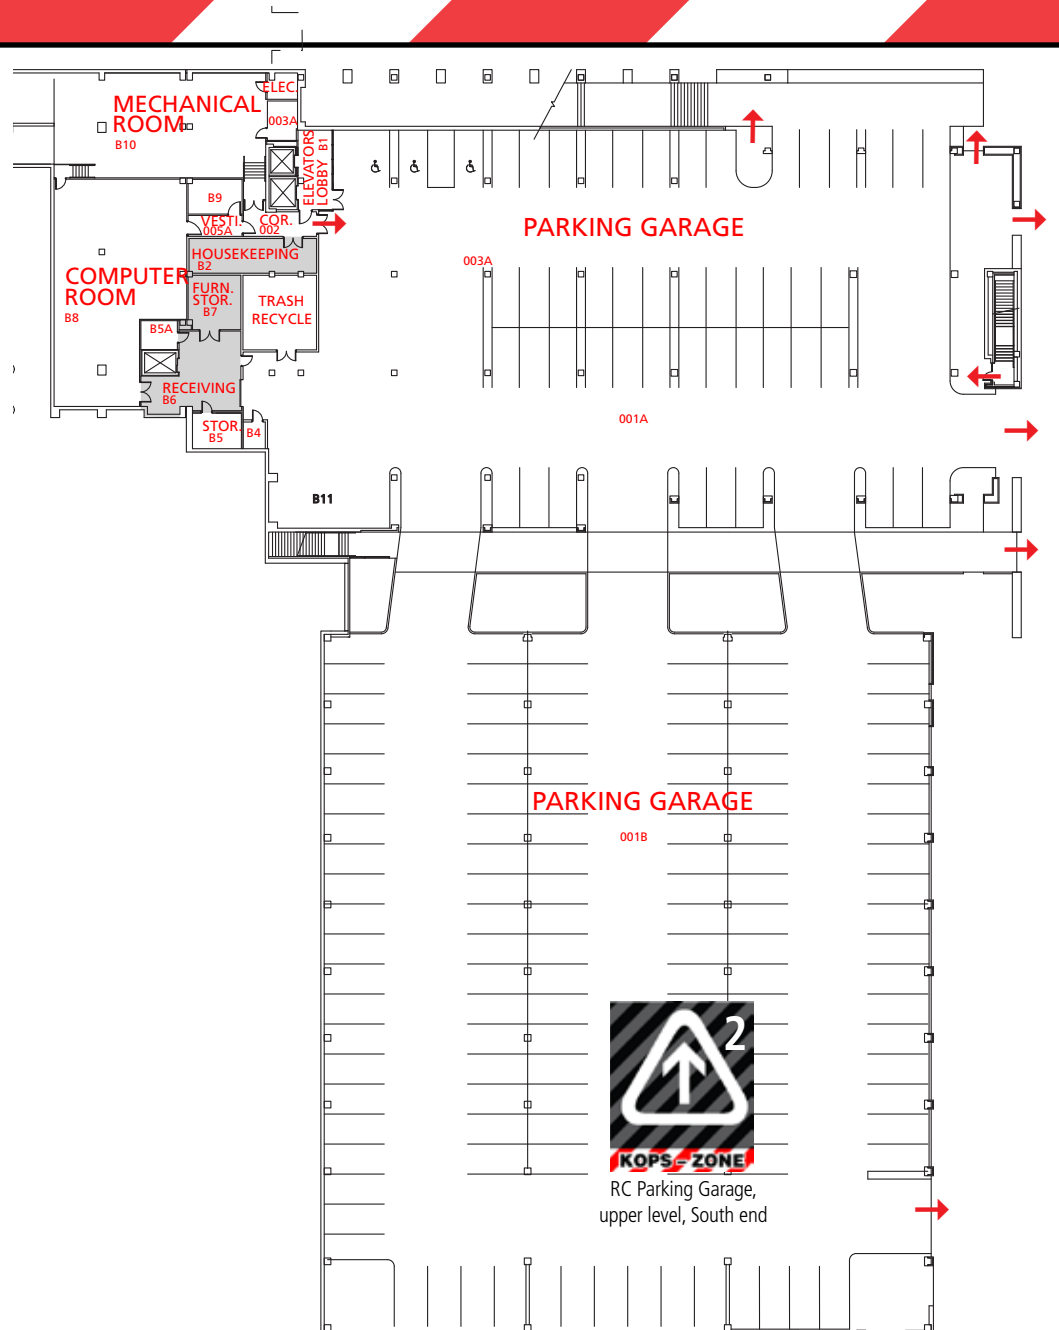 ELEC.
MECHANICAL
ROOM
B10
003A
ELEVATORS
LOBBY B1
B9
VESTI.
005A
COR.
002
PARKING GARAGE
003A
HOUSEKEEPING
B2
COMPUTER
ROOM
B8
FURN.
STOR.
B7
TRASH
RECYCLE
B5A
RECEIVING
B6
STOR.
B5
B4
001A
B11
PARKING GARAGE
001B
2
KOPS – ZONE
RC Parking Garage,
upper level, South end